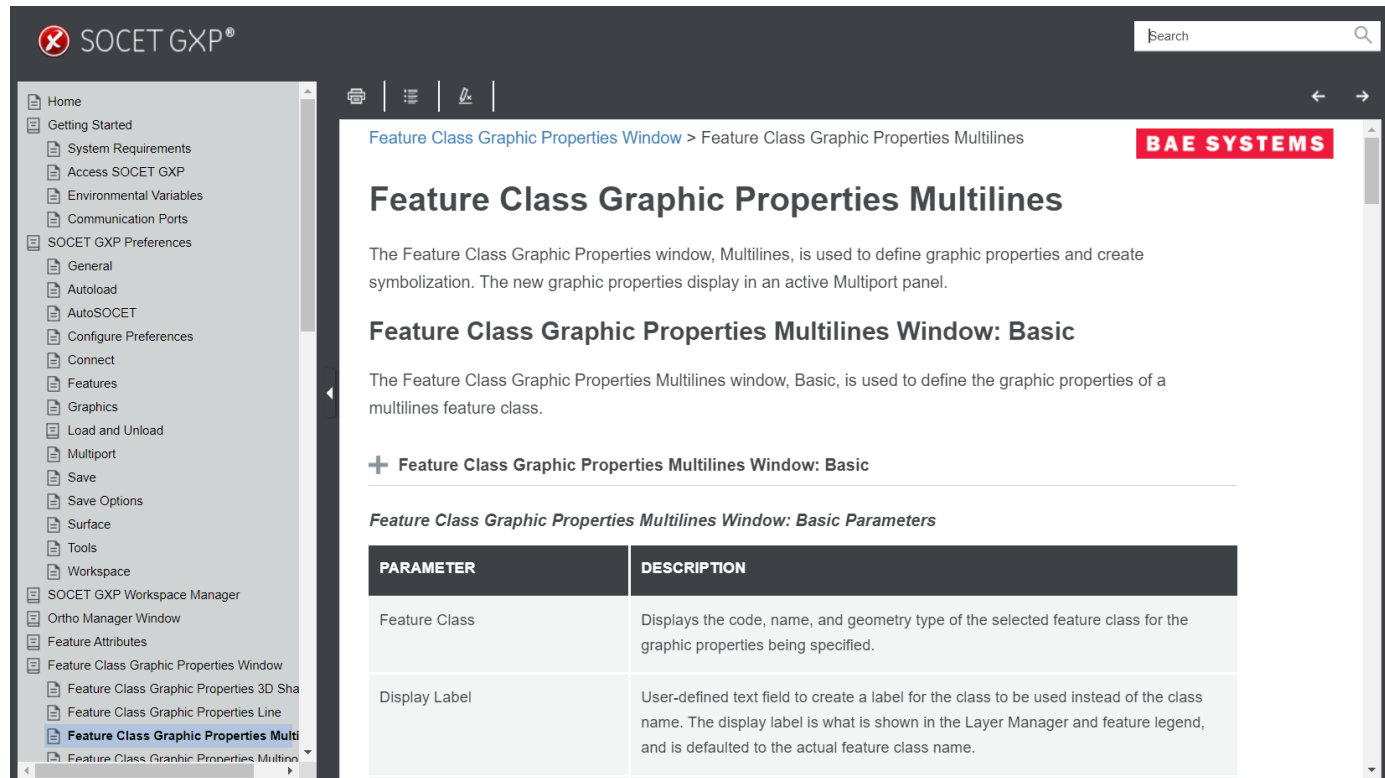 SOCET GXP®
Search
Home
Getting Started
System Requirements
Access SOCET GXP
Environmental Variables
Communication Ports
SOCET GXP Preferences
General
Autoload
AutoSOCET
Configure Preferences
Connect
Features
Graphics
Load and Unload
Multiport
Save
Save Options
Surface
Tools
Workspace
SOCET GXP Workspace Manager
Ortho Manager Window
Feature Attributes
Feature Class Graphic Properties Window
Feature Class Graphic Properties 3D Sha
Feature Class Graphic Properties Line
Feature Class Graphic Properties Multi
Feature Class Graphic Properties Multipo
Feature Class Graphic Properties Window > Feature Class Graphic Properties Multilines
BAE SYSTEMS
Feature Class Graphic Properties Multilines
The Feature Class Graphic Properties window, Multilines, is used to define graphic properties and create
symbolization. The new graphic properties display in an active Multiport panel.
Feature Class Graphic Properties Multilines Window: Basic
The Feature Class Graphic Properties Multilines window, Basic, is used to define the graphic properties of a
multilines feature class.
Feature Class Graphic Properties Multilines Window: Basic
Feature Class Graphic Properties Multilines Window: Basic Parameters
PARAMETER DESCRIPTION
Feature Class Displays the code, name, and geometry type of the selected feature class for the
graphic properties being specified.
Display Label User-defined text field to create a label for the class to be used instead of the class
name. The display label is what is shown in the Layer Manager and feature legend,
and is defaulted to the actual feature class name.